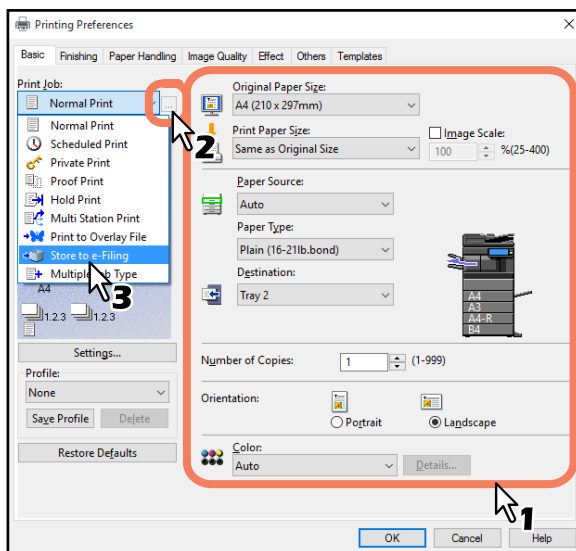 Printing Preferences
Basic Finishing Paper Handling Image Quality Effect Others Templates
Print Job:
Normal Print
...
2
Normal Print
Scheduled Print
Private Print
Proof Print
Hold Print
Multi Station Print
Print to Overlay File
Store to e-Filing
Multiple Job Type
3
A4
1.2.3 1.2.3
Settings...
Profile:
None
Save Profile Delete
Restore Defaults
Original Paper Size:
A4 (210 x 297mm)
Print Paper Size:
Same as Original Size
Image Scale:
100 %(25-400)
Paper Source:
Auto
Paper Type:
Plain (16-21lb.bond)
Destination:
Tray 2
A4
A3
A4-R
B4
Number of Copies: 1 (1-999)
Orientation:
Portrait Landscape
Color:
Auto Details...
1
OK Cancel Help